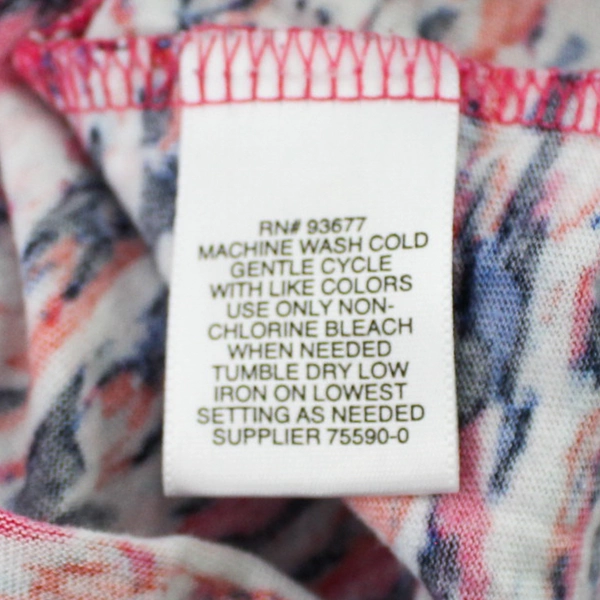 RN# 93677
MACHINE WASH COLD
GENTLE CYCLE
WITH LIKE COLORS
USE ONLY NON-
CHLORINE BLEACH
WHEN NEEDED
TUMBLE DRY LOW
IRON ON LOWEST
SETTING AS NEEDED
SUPPLIER 75590-0